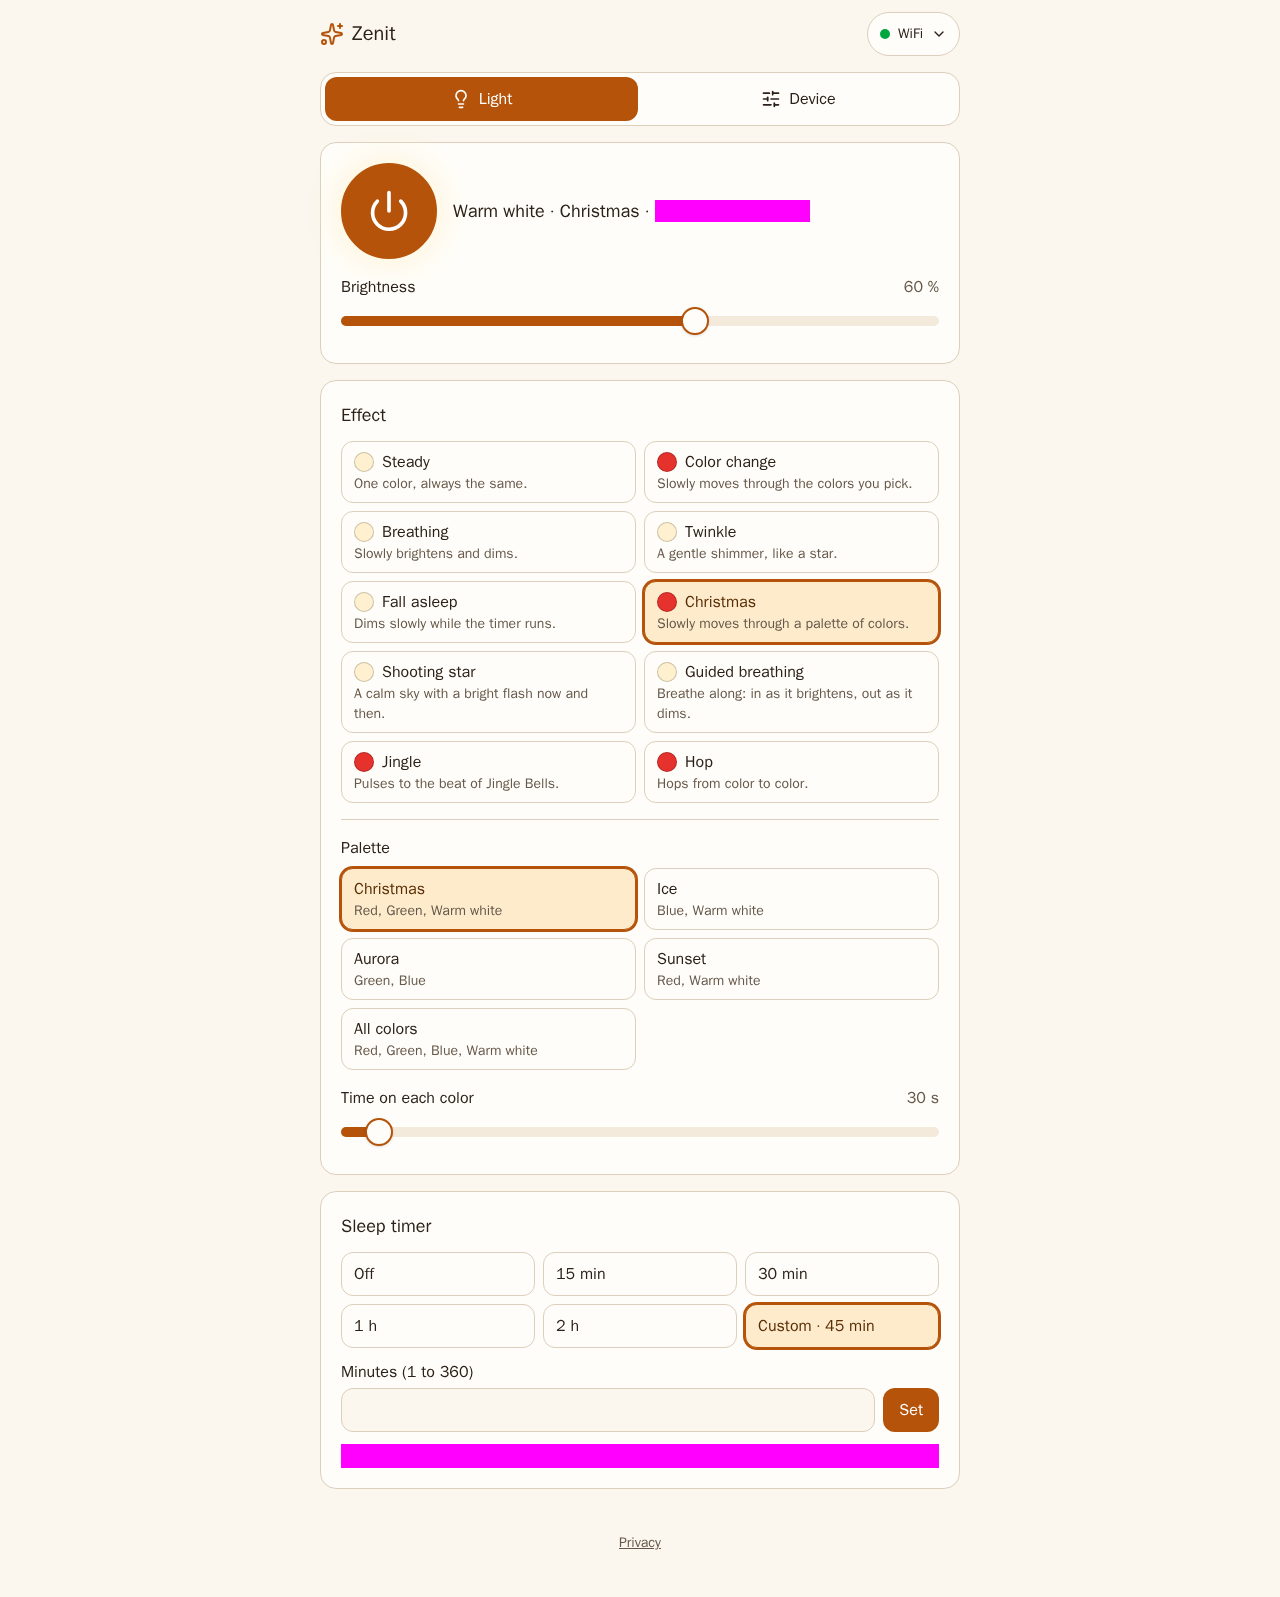 Zenit
WiFi
Light
Device
Warm white · Christmas ·
Brightness
60 %
Effect
Steady
One color, always the same.
Color change
Slowly moves through the colors you pick.
Breathing
Slowly brightens and dims.
Twinkle
A gentle shimmer, like a star.
Fall asleep
Dims slowly while the timer runs.
Christmas
Slowly moves through a palette of colors.
Shooting star
A calm sky with a bright flash now and
then.
Guided breathing
Breathe along: in as it brightens, out as it
dims.
Jingle
Pulses to the beat of Jingle Bells.
Hop
Hops from color to color.
Palette
Christmas
Red, Green, Warm white
Ice
Blue, Warm white
Aurora
Green, Blue
Sunset
Red, Warm white
All colors
Red, Green, Blue, Warm white
Time on each color
30 s
Sleep timer
Off
15 min
30 min
1 h
2 h
Custom · 45 min
Minutes (1 to 360)
Set
Privacy